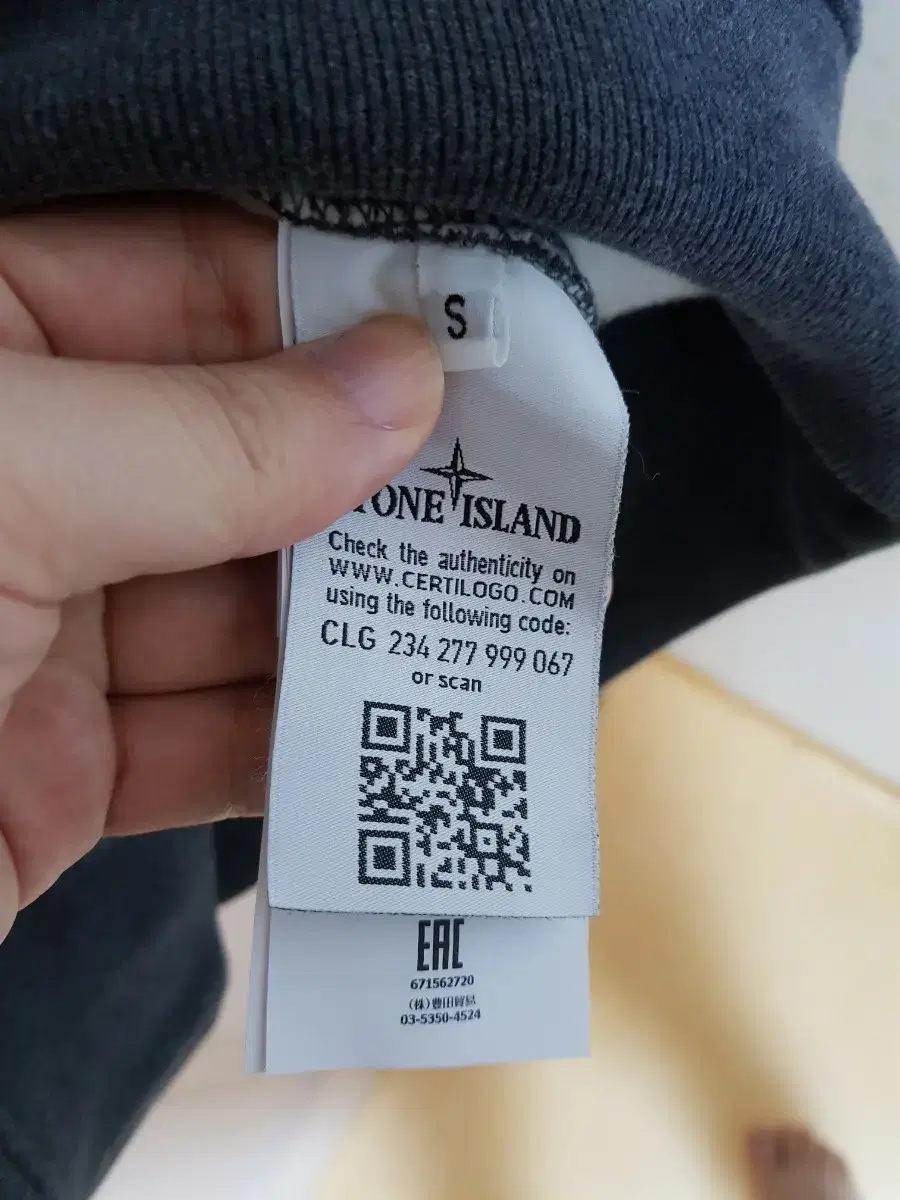 S
STONE ISLAND
Check the authenticity on
WWW.CERTILOGO.COM
using the following code:
CLG 234 277 999 067
or scan
EAC
671562720
(株)豊田貿易
03-5350-4524